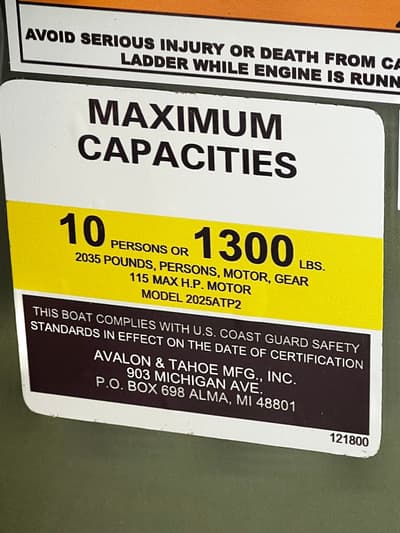 AVOID SERIOUS INJURY OR DEATH FROM
LADDER WHILE ENGINE IS
MAXIMUM
CAPACITIES
10 PERSONS OR 1300 LBS.
2035 POUNDS, PERSONS, MOTOR, GEAR
115 MAX H.P. MOTOR
MODEL 2025ATP2
THIS BOAT COMPLIES WITH U.S. COAST GUARD SAFETY
STANDARDS IN EFFECT ON THE DATE OF CERTIFICATION
AVALON & TAHOE MFG., INC.
903 MICHIGAN AVE.
P.O. BOX 698 ALMA, MI 48801
121800